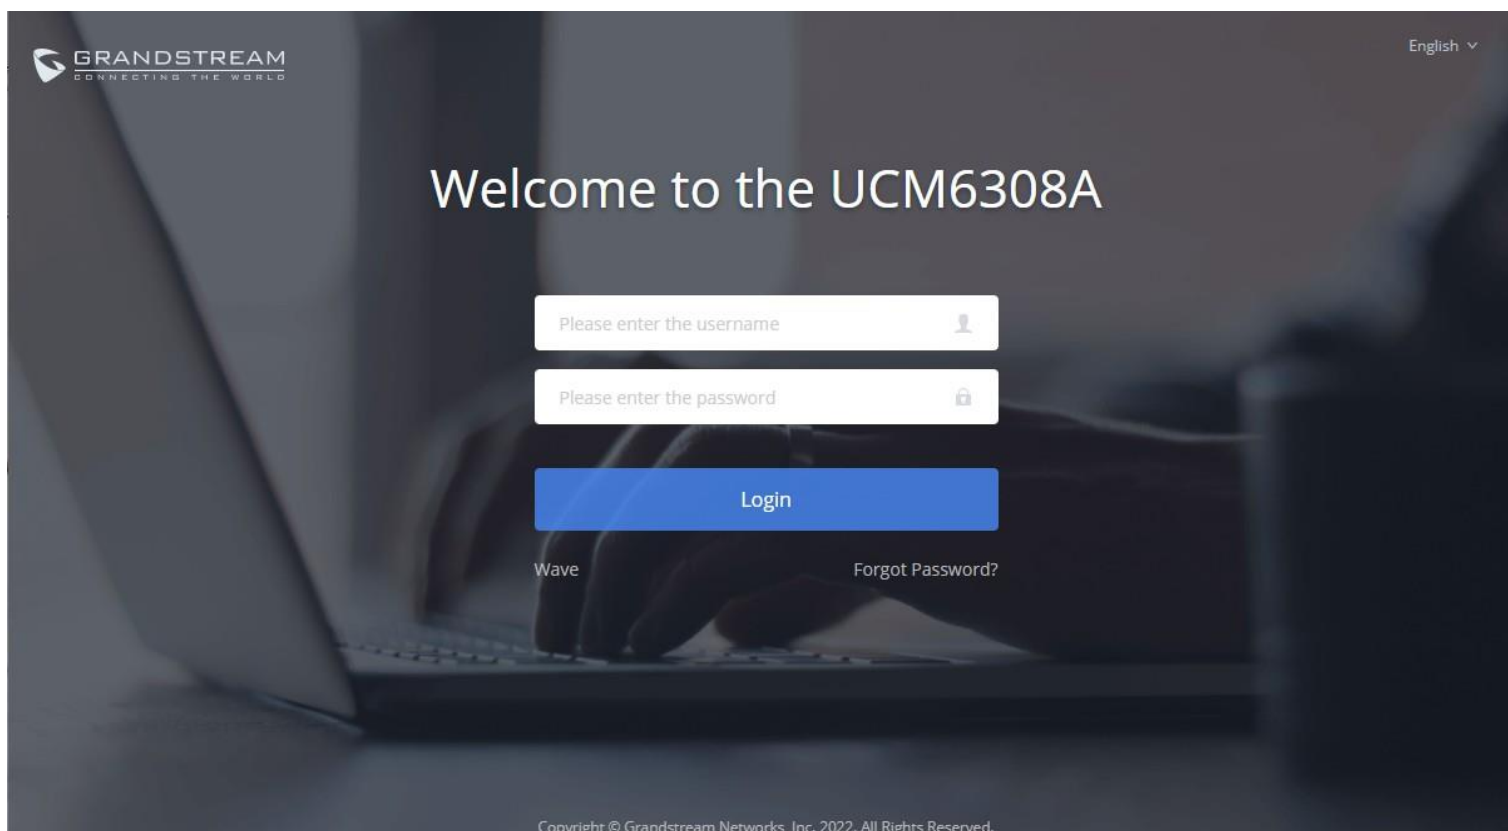 GRANDSTREAM
CONNECTING THE WORLD
English
Welcome to the UCM6308A
Please enter the username
Please enter the password
Login
Wave
Forgot Password?
Copyright © Grandstream Networks, Inc. 2022. All Rights Reserved.